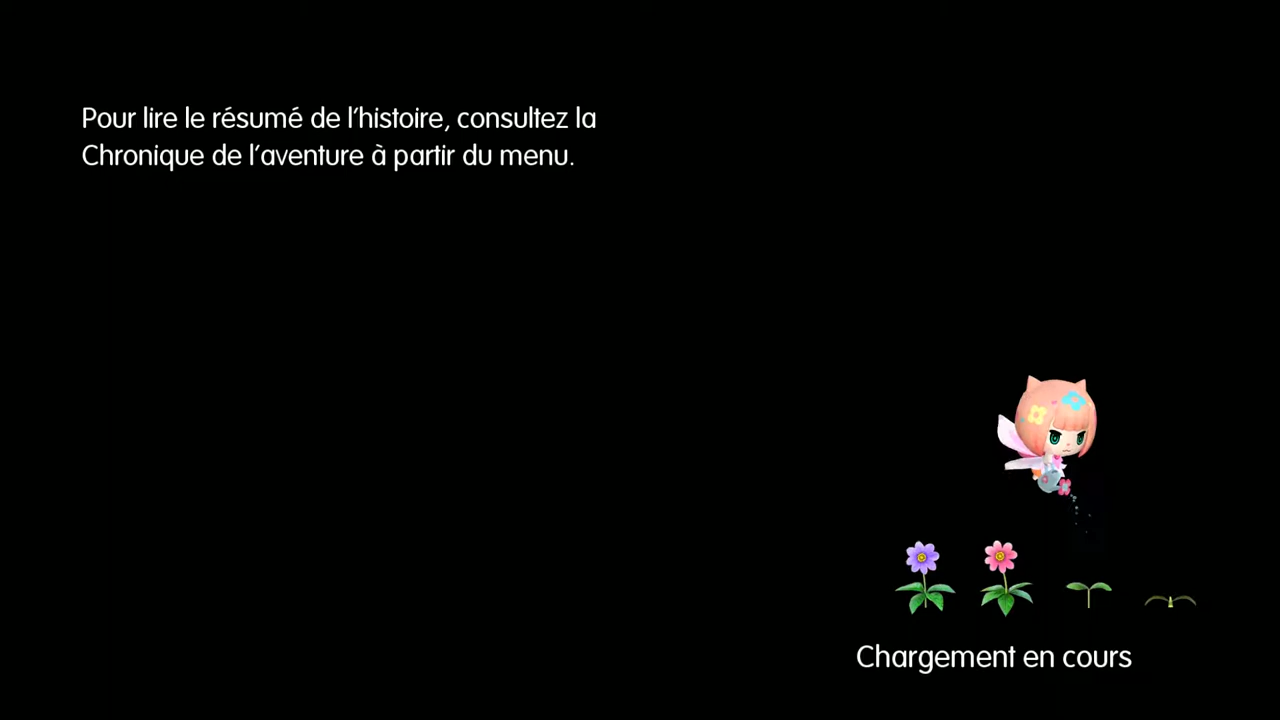 Pour lire le résumé de l'histoire, consultez la
Chronique de l'aventure à partir du menu.
Chargement en cours